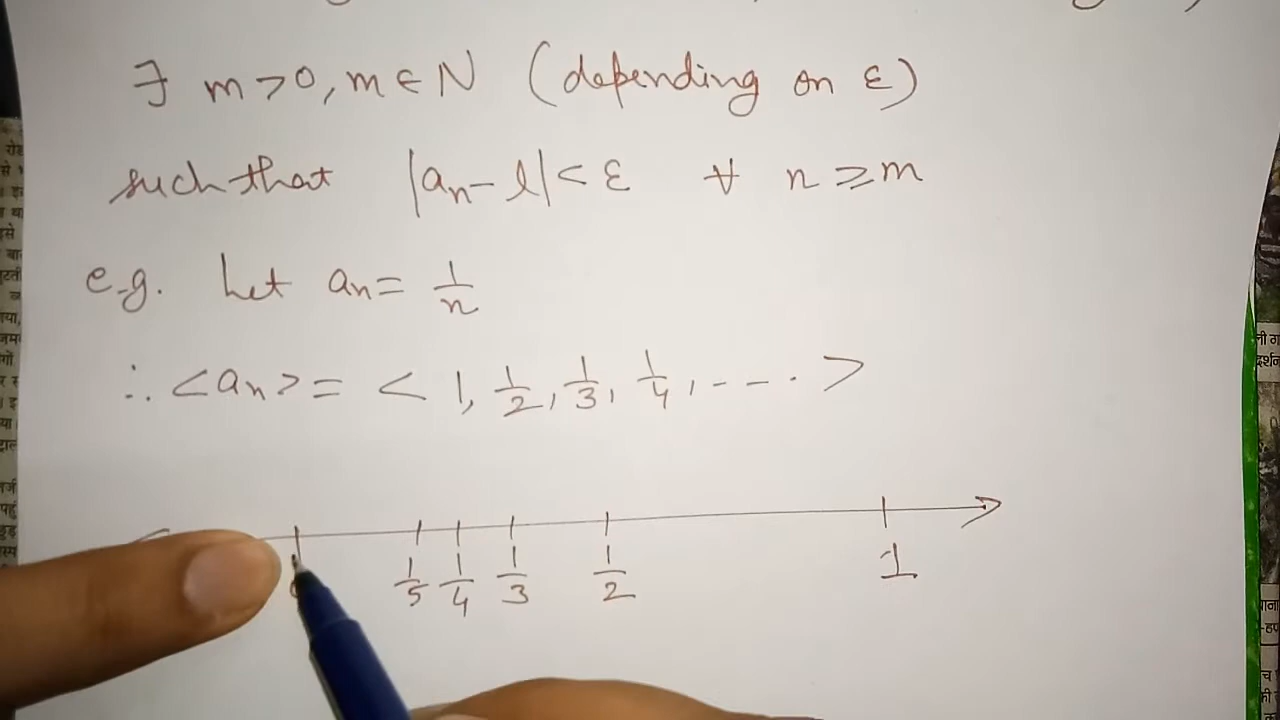 ∃ m>0, m∈N (depending on ε)
such that |aₙ - l| < ε ∀ n ≥ m
e.g. Let aₙ = 1/n
∴ <aₙ> = < 1, 1/2, 1/3, 1/4, - - - . >
1/5 1/4 1/3 1/2 1